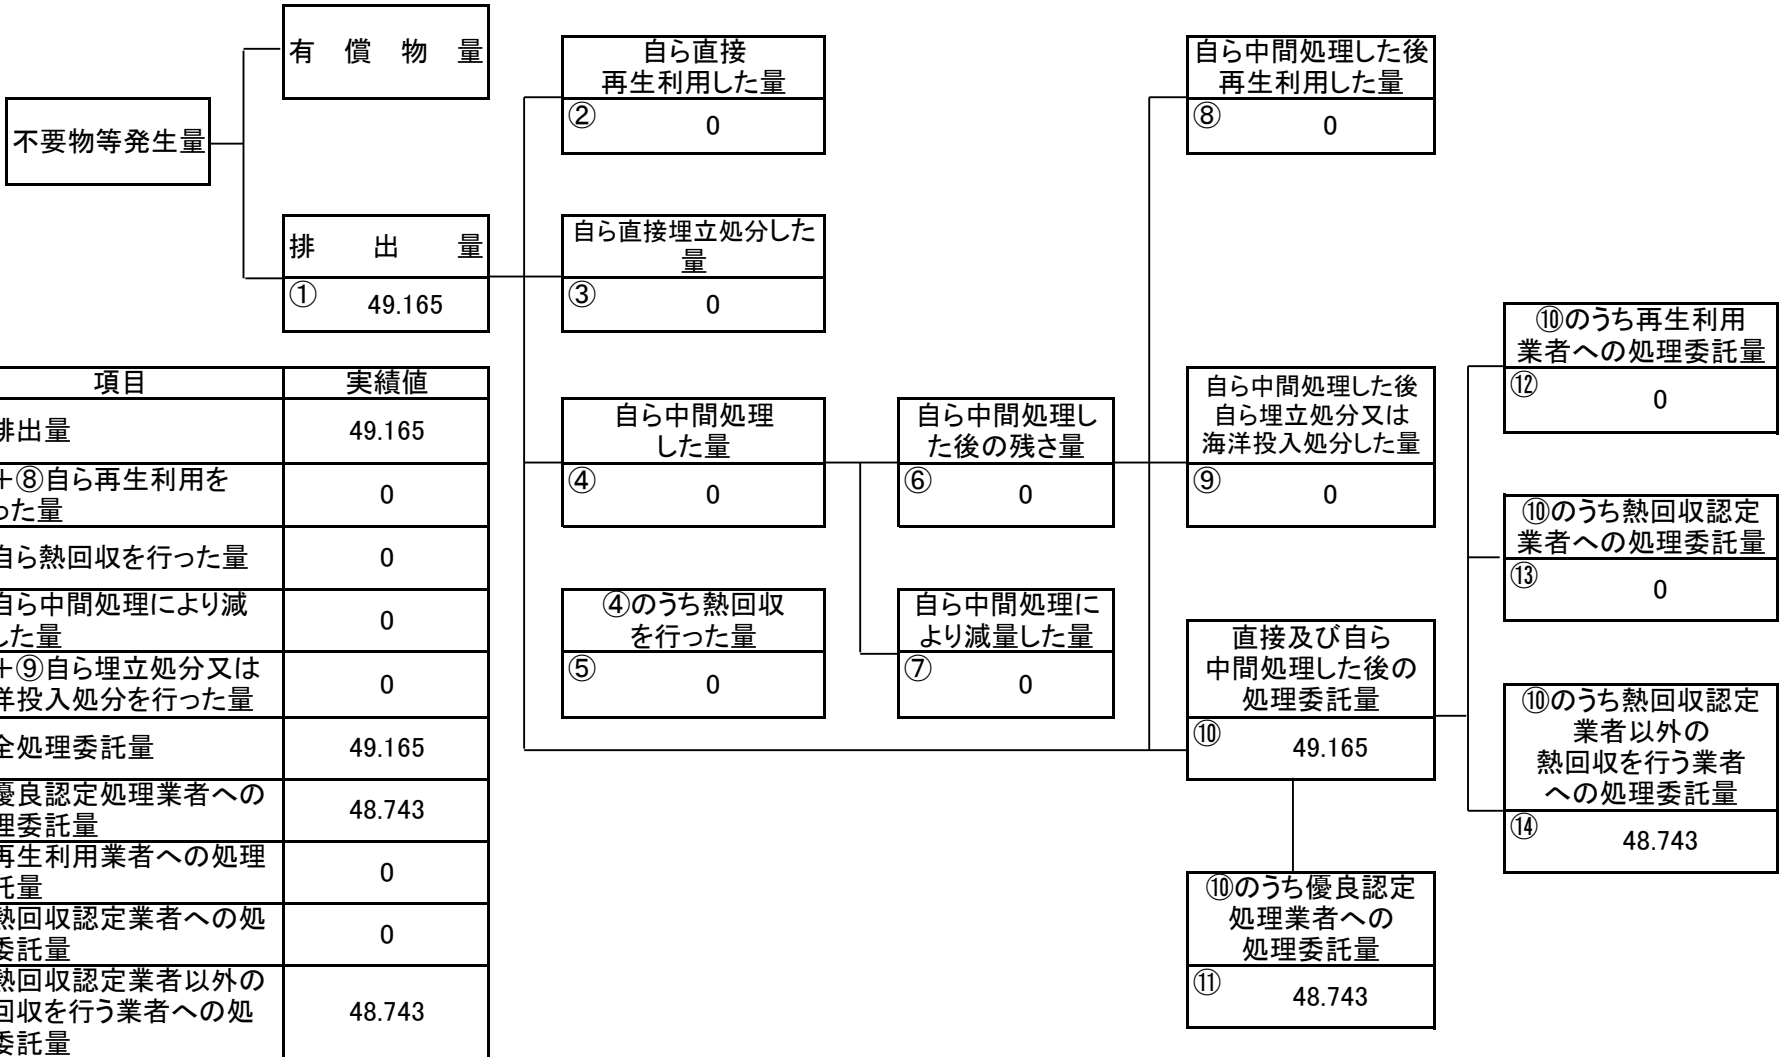 有償物量
不要物等発生量
排出量
①
49.165
自ら直接
再生利用した量
②
0
自ら直接埋立処分した
量
③
0
自ら中間処理
した量
④
0
④のうち熱回収
を行った量
⑤
0
自ら中間処理し
た後の残さ量
⑥
0
自ら中間処理に
より減量した量
⑦
0
自ら中間処理した後
再生利用した量
⑧
0
自ら中間処理した後
自ら埋立処分又は
海洋投入処分した量
⑨
0
直接及び自ら
中間処理した後の
処理委託量
⑩
49.165
⑩のうち優良認定
処理業者への
処理委託量
⑪
48.743
⑩のうち再生利用
業者への処理委託量
⑫
0
⑩のうち熱回収認定
業者への処理委託量
⑬
0
⑩のうち熱回収認定
業者以外の
熱回収を行う業者
への処理委託量
⑭
48.743
項目
実績値
排出量
49.165
+⑧自ら再生利用を
った量
0
自ら熱回収を行った量
0
自ら中間処理により減
した量
0
+⑨自ら埋立処分又は
洋投入処分を行った量
0
全処理委託量
49.165
優良認定処理業者への
理委託量
48.743
再生利用業者への処理
託量
0
熱回収認定業者への処
委託量
0
熱回収認定業者以外の
回収を行う業者への処
委託量
48.743